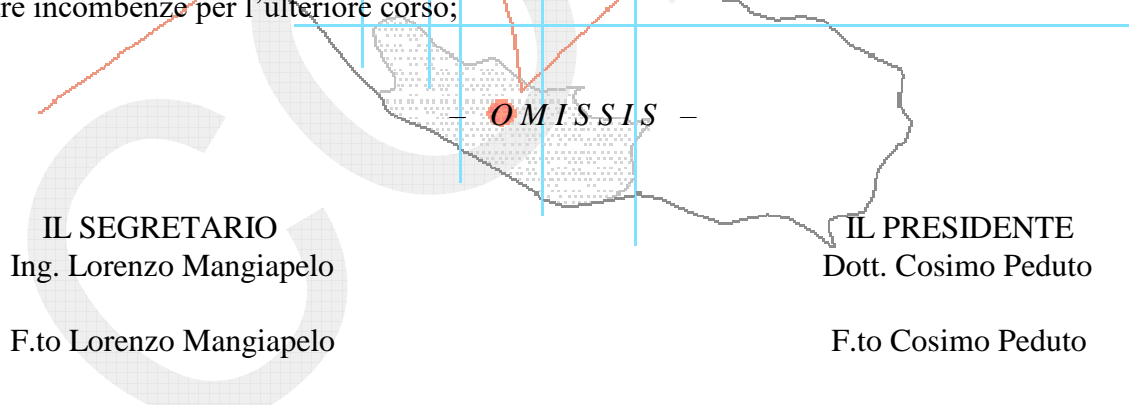 re incombenze per l'ulteriore corso;
– O M I S S I S –
IL SEGRETARIO
IL PRESIDENTE
Ing. Lorenzo Mangiapelo
Dott. Cosimo Peduto
F.to Lorenzo Mangiapelo
F.to Cosimo Peduto